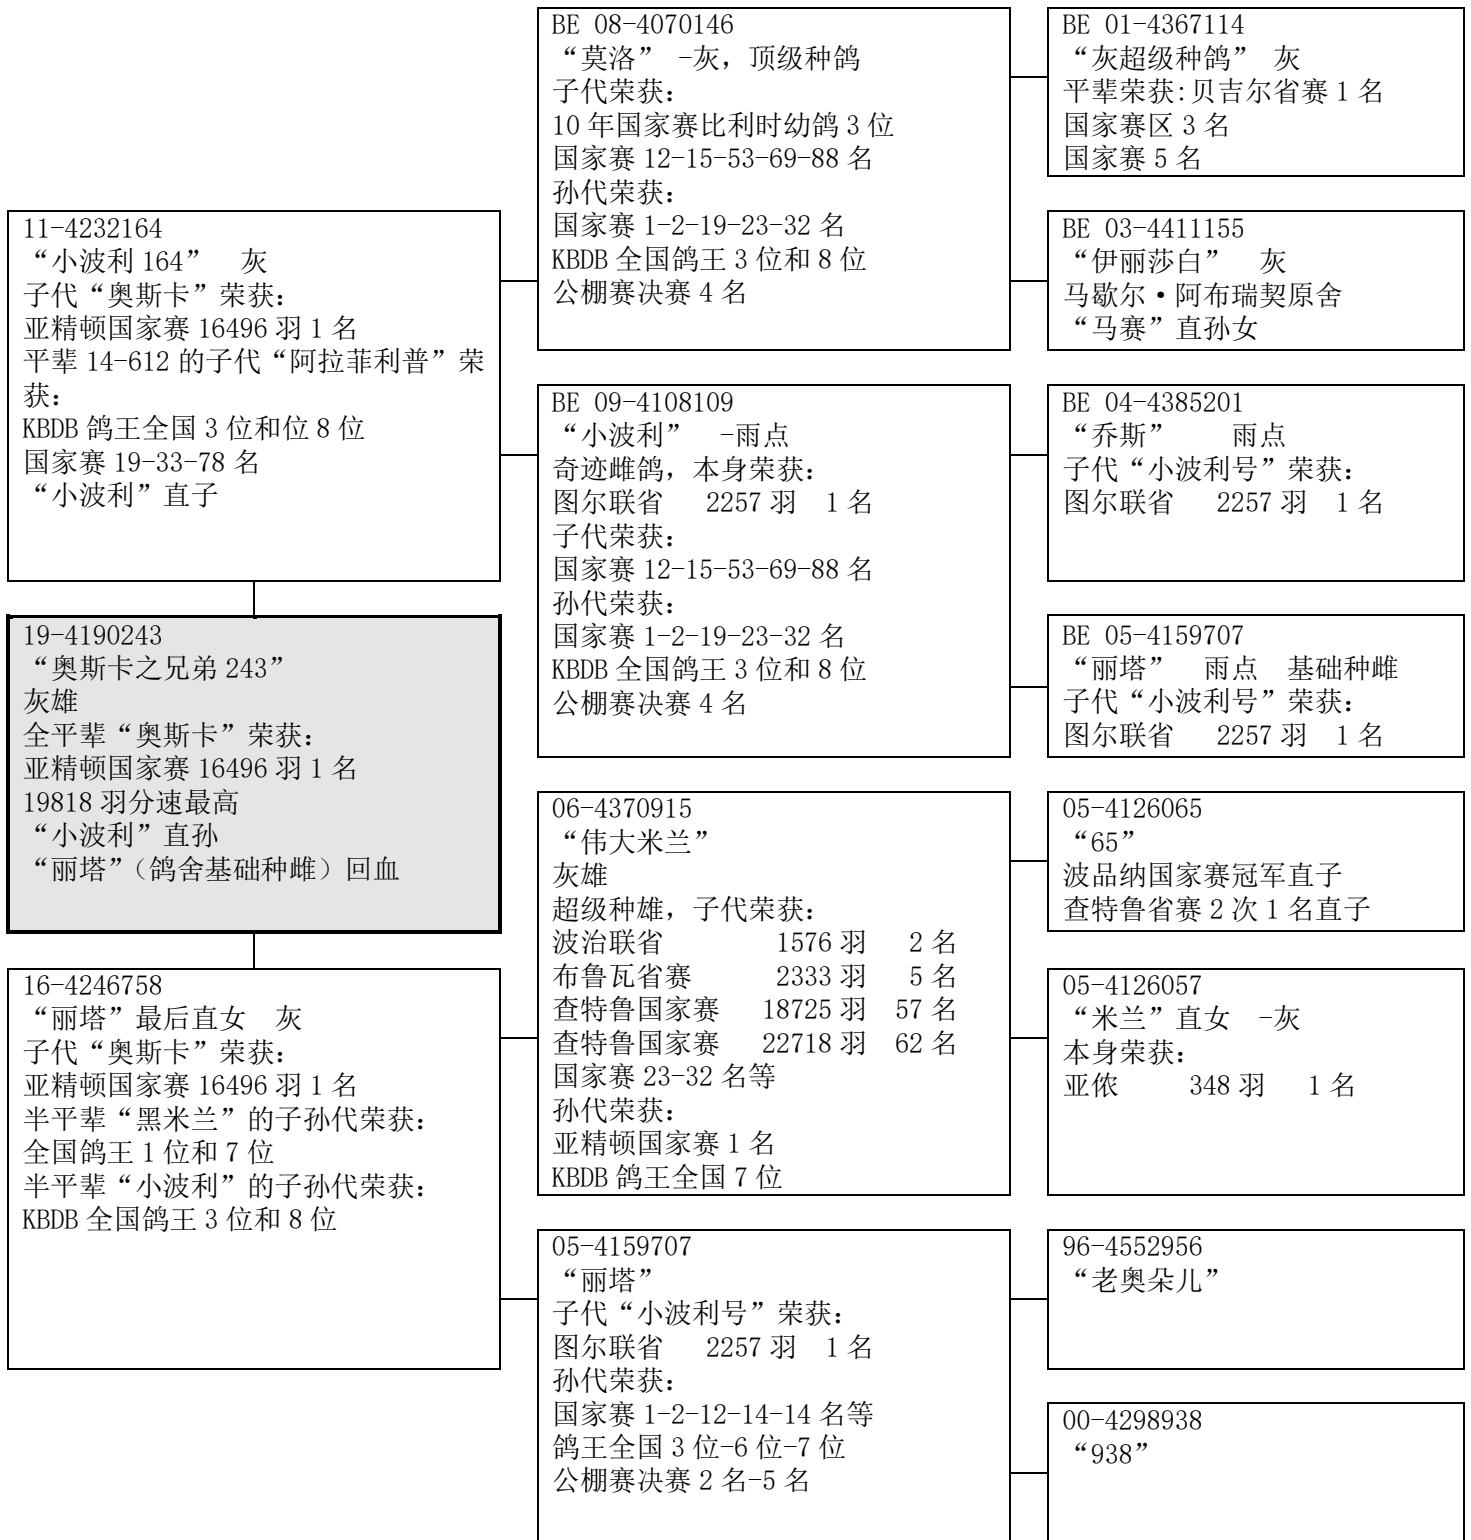 11-4232164
“小波利 164”　灰
子代“奥斯卡”荣获：
亚精顿国家赛 16496 羽 1 名
平辈 14-612 的子代“阿拉菲利普”荣
获：
KBDB 鸽王全国 3 位和位 8 位
国家赛 19-33-78 名
“小波利”直子
19-4190243
“奥斯卡之兄弟 243”
灰雄
全平辈“奥斯卡”荣获：
亚精顿国家赛 16496 羽 1 名
19818 羽分速最高
“小波利”直孙
“丽塔”（鸽舍基础种雌）回血
16-4246758
“丽塔”最后直女　灰
子代“奥斯卡”荣获：
亚精顿国家赛 16496 羽 1 名
半平辈“黑米兰”的子孙代荣获：
全国鸽王 1 位和 7 位
半平辈“小波利”的子孙代荣获：
KBDB 全国鸽王 3 位和 8 位
BE 08-4070146
“莫洛” -灰，顶级种鸽
子代荣获：
10 年国家赛比利时幼鸽 3 位
国家赛 12-15-53-69-88 名
孙代荣获：
国家赛 1-2-19-23-32 名
KBDB 全国鸽王 3 位和 8 位
公棚赛决赛 4 名
BE 09-4108109
“小波利”　-雨点
奇迹雌鸽，本身荣获：
图尔联省　2257 羽　1 名
子代荣获：
国家赛 12-15-53-69-88 名
孙代荣获：
国家赛 1-2-19-23-32 名
KBDB 全国鸽王 3 位和 8 位
公棚赛决赛 4 名
06-4370915
“伟大米兰”
灰雄
超级种雄，子代荣获：
波治联省　1576 羽　2 名
布鲁瓦省赛　2333 羽　5 名
查特鲁国家赛　18725 羽　57 名
查特鲁国家赛　22718 羽　62 名
国家赛 23-32 名等
孙代荣获：
亚精顿国家赛 1 名
KBDB 鸽王全国 7 位
05-4159707
“丽塔”
子代“小波利号”荣获：
图尔联省　2257 羽　1 名
孙代荣获：
国家赛 1-2-12-14-14 名等
鸽王全国 3 位-6 位-7 位
公棚赛决赛 2 名-5 名
BE 01-4367114
“灰超级种鸽”　灰
平辈荣获:贝吉尔省赛 1 名
国家赛区 3 名
国家赛 5 名
BE 03-4411155
“伊丽莎白”　灰
马歇尔·阿布瑞契原舍
“马赛”直孙女
BE 04-4385201
“乔斯”　雨点
子代“小波利号”荣获：
图尔联省　2257 羽　1 名
BE 05-4159707
“丽塔”　雨点　基础种雌
子代“小波利号”荣获：
图尔联省　2257 羽　1 名
05-4126065
“65”
波品纳国家赛冠军直子
查特鲁省赛 2 次 1 名直子
05-4126057
“米兰”直女　-灰
本身荣获：
亚侬　348 羽　1 名
96-4552956
“老奥朵儿”
00-4298938
“938”